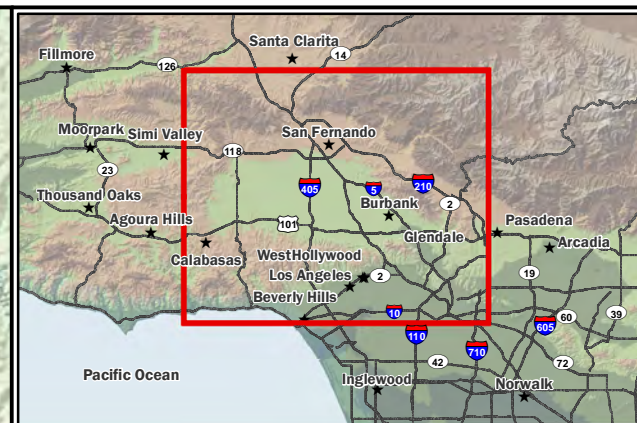 Santa Clarita
14
Fillmore
126
Moorpark
Simi Valley
San Fernando
118
23
405
5
210
Thousand Oaks
2
Burbank
Agoura Hills
101
Pasadena
Glendale
Calabasas
WestHollywood
Arcadia
Los Angeles
2
19
Beverly Hills
10
60
39
605
110
710
Pacific Ocean
42
72
Inglewood
Norwalk